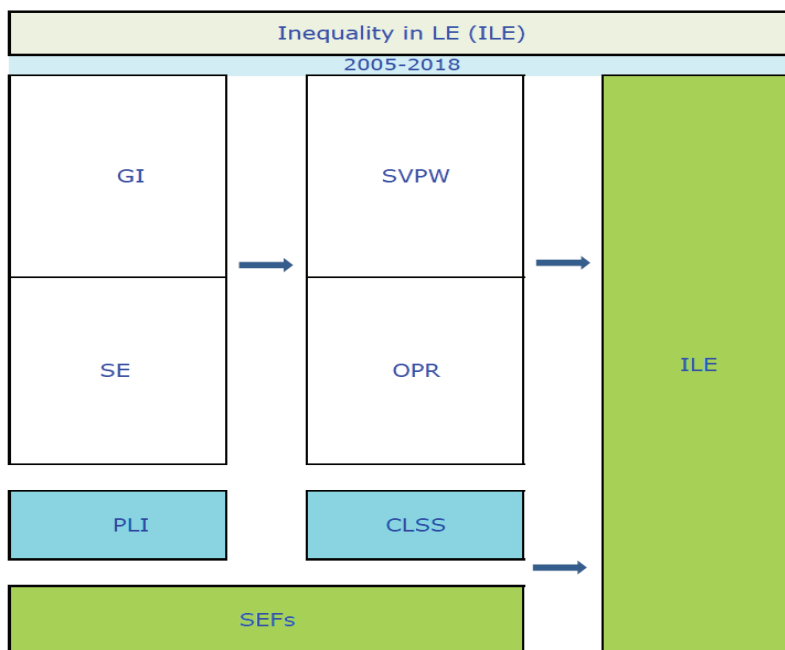 Inequality in LE (ILE)
2005-2018
GI
SVPW
SE
OPR
ILE
PLI
CLSS
SEFs